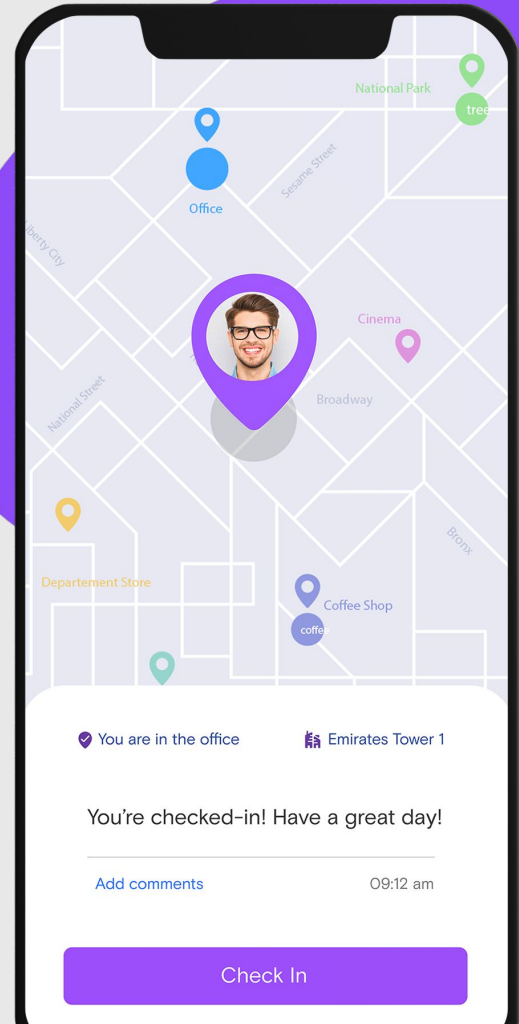 National Park
tree
Office
Sesame Street
Liberty City
Cinema
Broadway
National Street
Bronx
Departement Store
Coffee Shop
coffee
You are in the office
Emirates Tower 1
You're checked-in! Have a great day!
Add comments
09:12 am
Check In